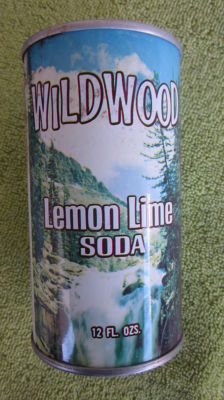 WILDWOOD
Lemon Lime
SODA
12 FL. OZS.